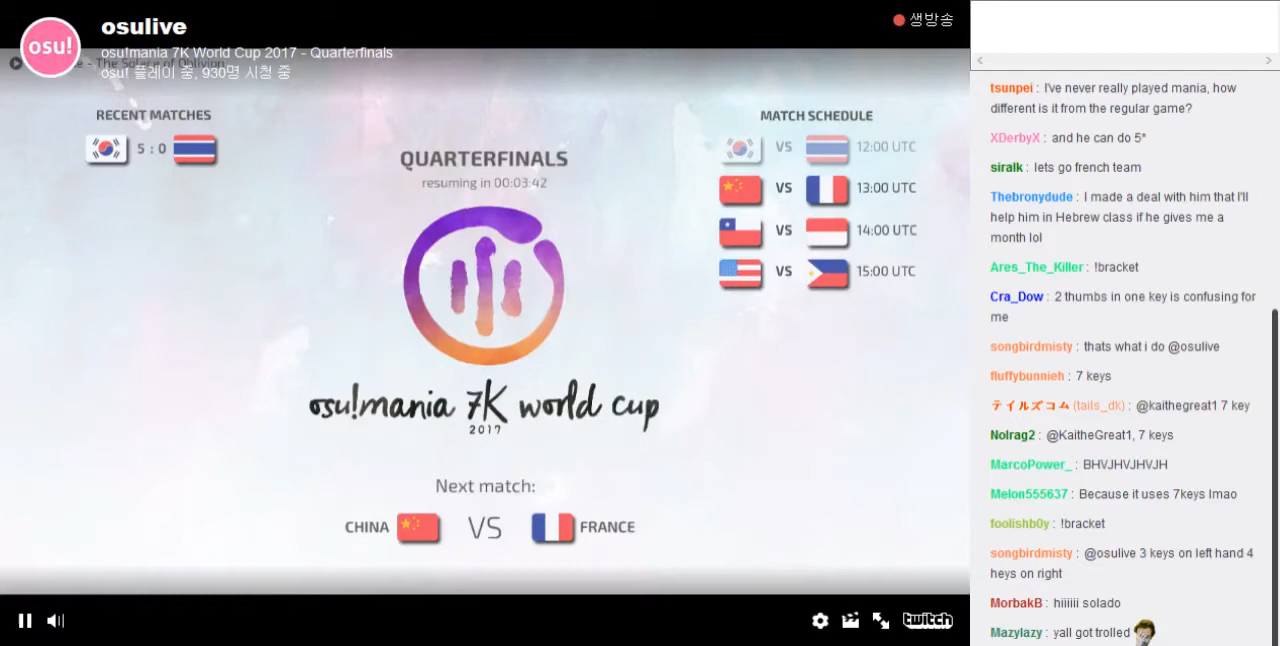 osu!
osulive
생방송
osu!mania 7K World Cup 2017 - Quarterfinals
- The Solace of Oblivion
osu! 플레이 중, 930명 시청 중
RECENT MATCHES
5 : 0
QUARTERFINALS
resuming in 00:03:42
MATCH SCHEDULE
VS 12:00 UTC
VS 13:00 UTC
VS 14:00 UTC
VS 15:00 UTC
osu!mania 7K world cup
2017
Next match:
CHINA VS FRANCE
twitch
tsunpei : I've never really played mania, how
different is it from the regular game?
XDerbyX : and he can do 5*
siralk : lets go french team
Thebronydude : I made a deal with him that I'll
help him in Hebrew class if he gives me a
month lol
Ares_The_Killer : !bracket
Cra_Dow : 2 thumbs in one key is confusing for
me
songbirdmisty : thats what i do @osulive
fluffybunnieh : 7 keys
テイルズコム (tails_dk) : @kaithegreat1 7 key
Nolrag2 : @KaitheGreat1, 7 keys
MarcoPower_ : BHVJHVJHVJH
Melon555637 : Because it uses 7keys lmao
foolishb0y : !bracket
songbirdmisty : @osulive 3 keys on left hand 4
heys on right
MorbakB : hiiiiii solado
Mazylazy : yall got trolled